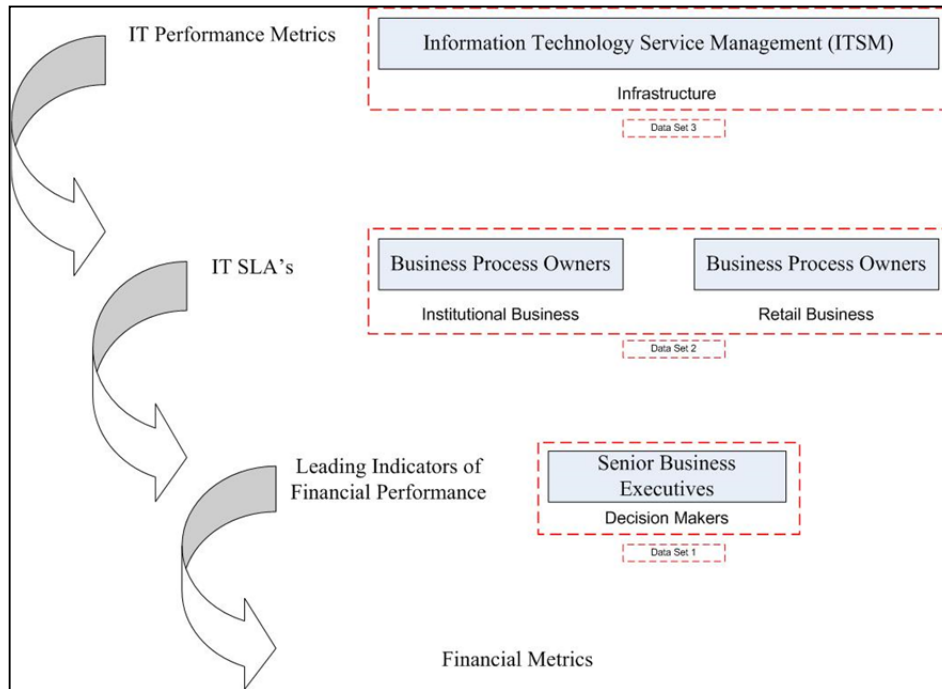 IT Performance Metrics
Information Technology Service Management (ITSM)
Infrastructure
Data Set 3
IT SLA's
Business Process Owners
Business Process Owners
Institutional Business
Retail Business
Data Set 2
Leading Indicators of
Financial Performance
Senior Business
Executives
Decision Makers
Data Set 1
Financial Metrics